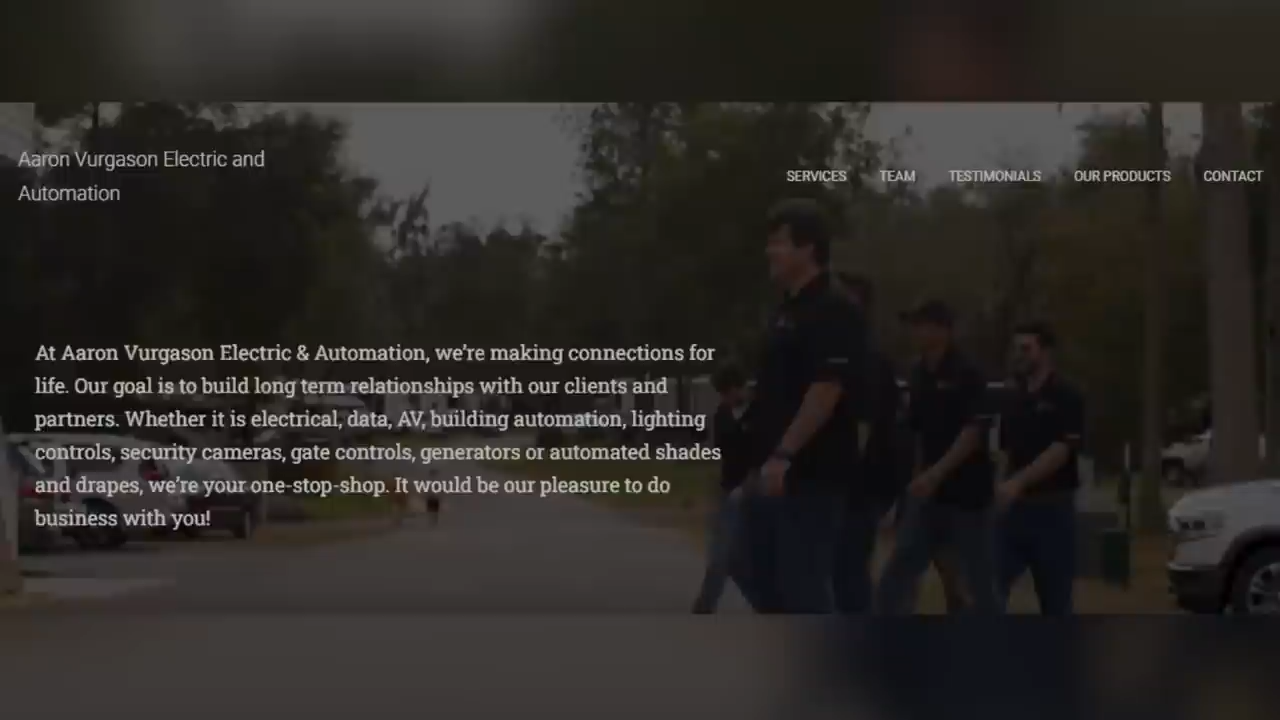 Aaron Vurgason Electric and
Automation
SERVICES TEAM TESTIMONIALS OUR PRODUCTS CONTACT
At Aaron Vurgason Electric & Automation, we're making connections for
life. Our goal is to build long term relationships with our clients and
partners. Whether it is electrical, data, AV, building automation, lighting
controls, security cameras, gate controls, generators or automated shades
and drapes, we're your one-stop-shop. It would be our pleasure to do
business with you!